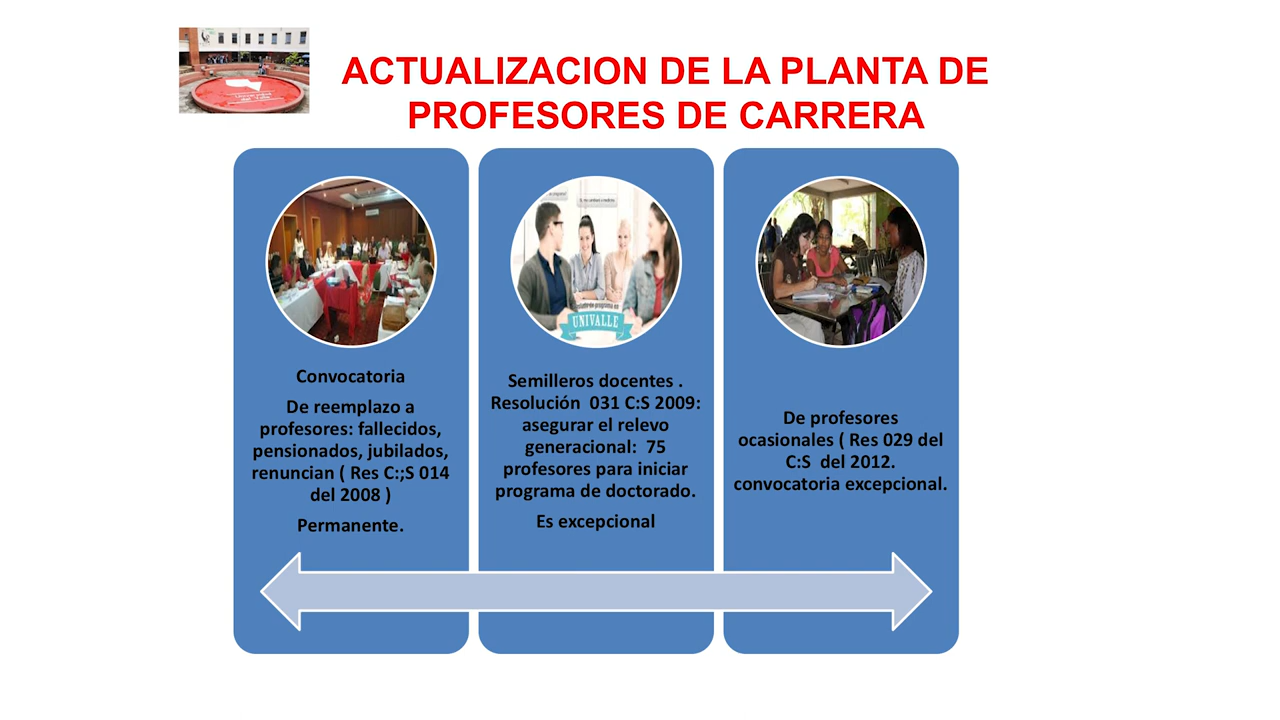 ACTUALIZACION DE LA PLANTA DE
PROFESORES DE CARRERA
Convocatoria
De reemplazo a
profesores: fallecidos,
pensionados, jubilados,
renuncian ( Res C:;S 014
del 2008 )
Permanente.
UNIVALLE
Semilleros docentes .
Resolución 031 C:S 2009:
asegurar el relevo
generacional: 75
profesores para iniciar
programa de doctorado.
Es excepcional
De profesores
ocasionales ( Res 029 del
C:S del 2012.
convocatoria excepcional.